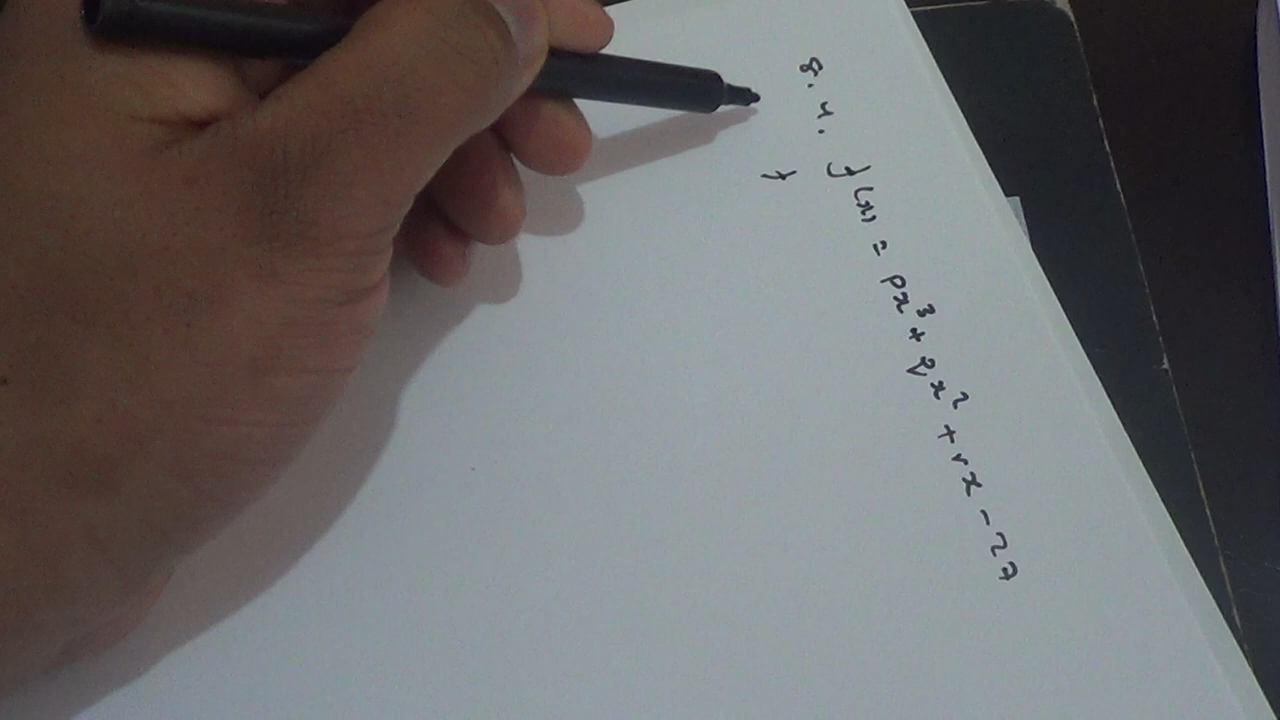 8. 4. f(x) = px³ + qx² + rx - 27
f